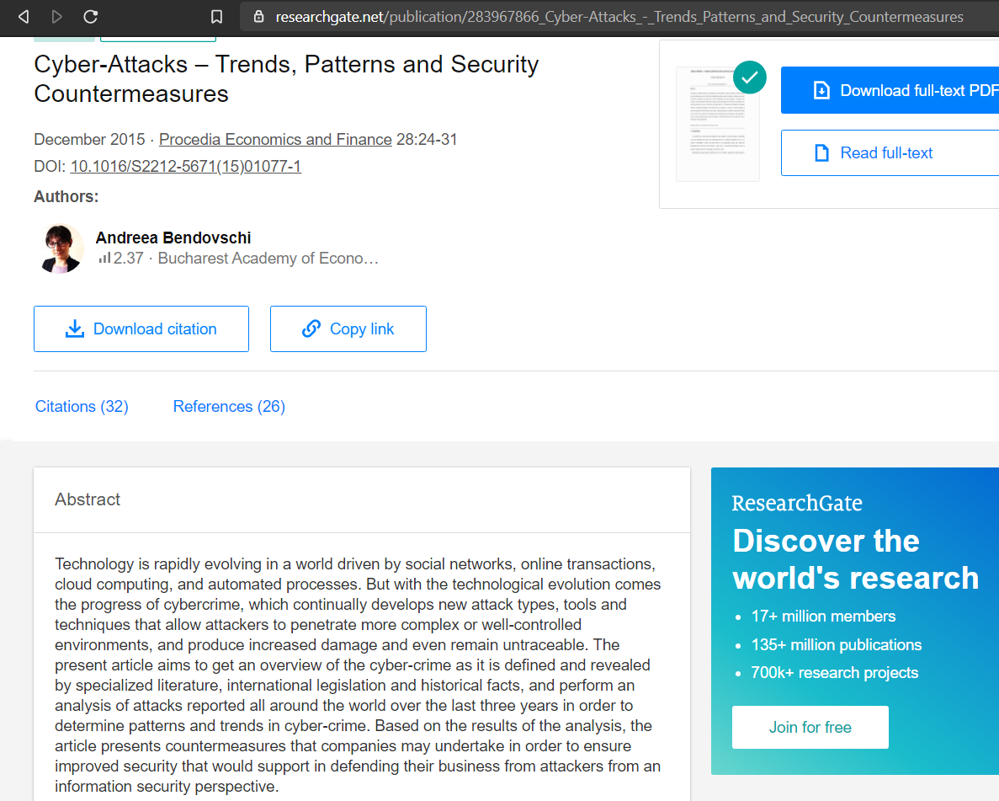 researchgate.net/publication/283967866_Cyber-Attacks_-_Trends_Patterns_and_Security_Countermeasures
Cyber-Attacks – Trends, Patterns and Security
Countermeasures
December 2015 · Procedia Economics and Finance 28:24-31
DOI: 10.1016/S2212-5671(15)01077-1
Authors:
Andreea Bendovschi
2.37 · Bucharest Academy of Econo…
Download full-text PDF
Read full-text
Download citation
Copy link
Citations (32)
References (26)
Abstract
Technology is rapidly evolving in a world driven by social networks, online transactions,
cloud computing, and automated processes. But with the technological evolution comes
the progress of cybercrime, which continually develops new attack types, tools and
techniques that allow attackers to penetrate more complex or well-controlled
environments, and produce increased damage and even remain untraceable. The
present article aims to get an overview of the cyber-crime as it is defined and revealed
by specialized literature, international legislation and historical facts, and perform an
analysis of attacks reported all around the world over the last three years in order to
determine patterns and trends in cyber-crime. Based on the results of the analysis, the
article presents countermeasures that companies may undertake in order to ensure
improved security that would support in defending their business from attackers from an
information security perspective.
ResearchGate
Discover the
world's research
• 17+ million members
• 135+ million publications
• 700k+ research projects
Join for free